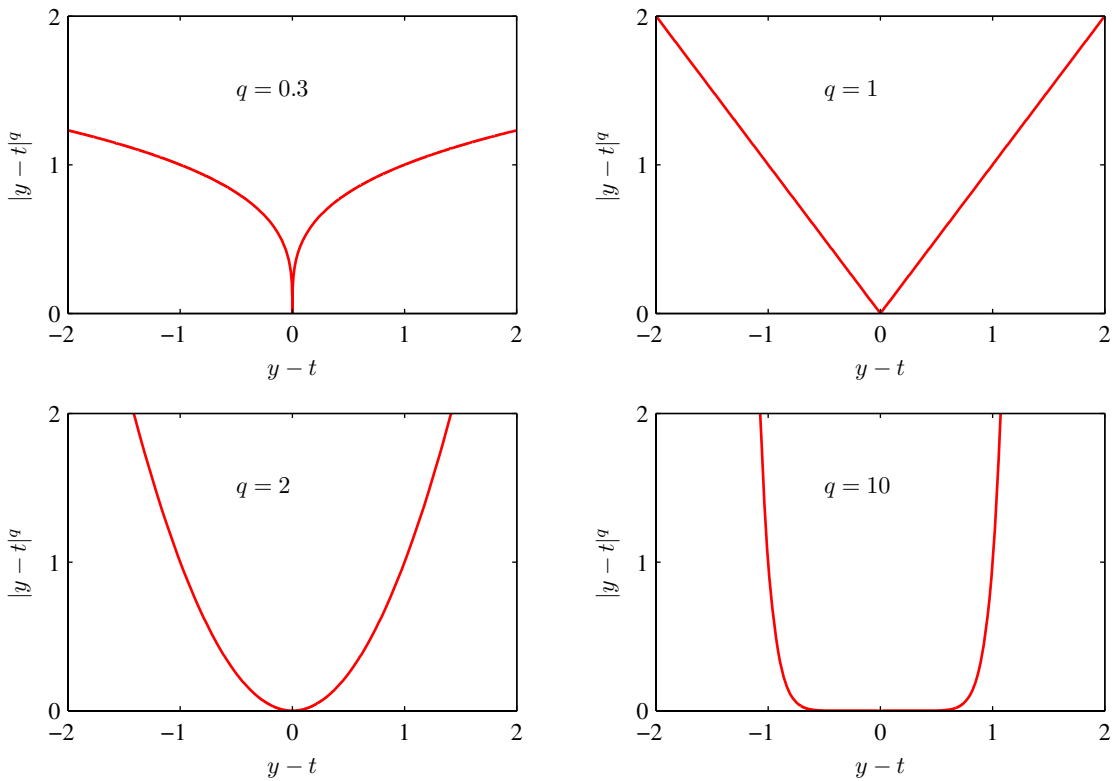 2
1
0
|y − t|^q
q = 0.3
−2 −1 0 1 2
y − t
2
1
0
|y − t|^q
q = 1
−2 −1 0 1 2
y − t
2
1
0
|y − t|^q
q = 2
−2 −1 0 1 2
y − t
2
1
0
|y − t|^q
q = 10
−2 −1 0 1 2
y − t